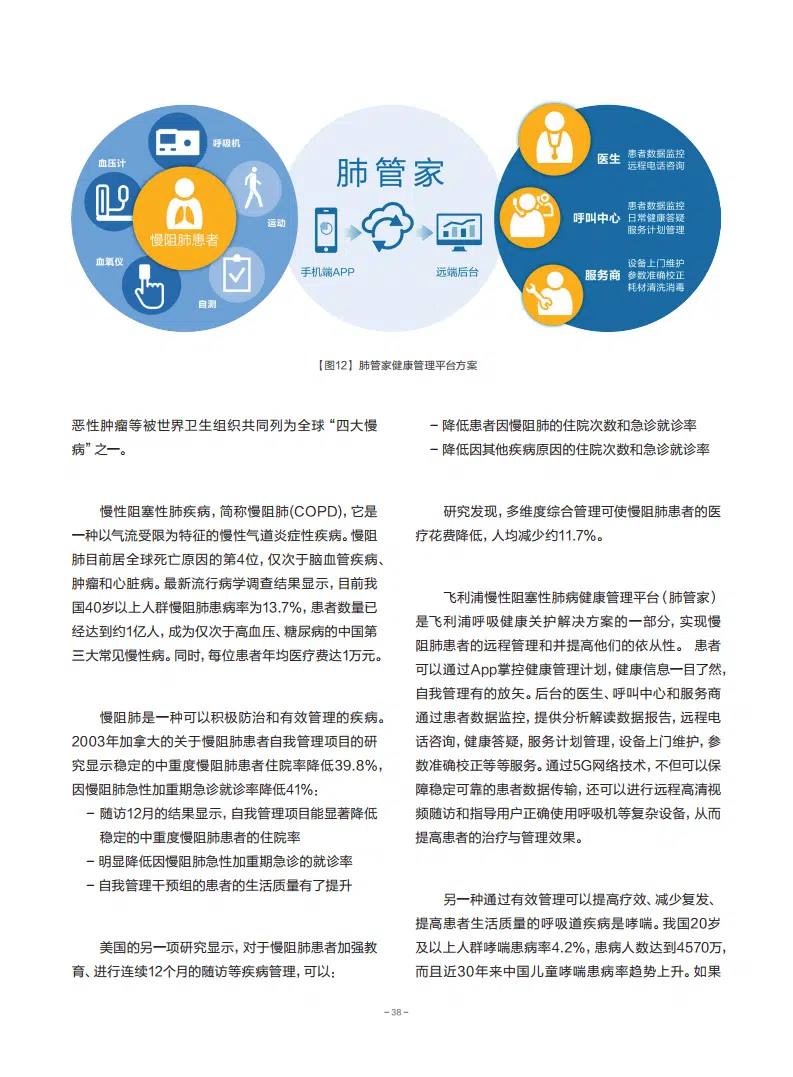 呼吸机
血压计
慢阻肺患者
运动
血氧仪
自测
肺管家
手机端APP
远端后台
医生
患者数据监控
远程电话咨询
呼叫中心
患者数据监控
日常健康答疑
服务计划管理
服务商
设备上门维护
参数准确校正
耗材清洗消毒
【图12】肺管家健康管理平台方案
恶性肿瘤等被世界卫生组织共同列为全球“四大慢
病”之一。
慢性阻塞性肺疾病，简称慢阻肺(COPD)，它是
一种以气流受限为特征的慢性气道炎症性疾病。慢阻
肺目前居全球死亡原因的第4位，仅次于脑血管疾病、
肿瘤和心脏病。最新流行病学调查结果显示，目前我
国40岁以上人群慢阻肺患病率为13.7%，患者数量已
经达到约1亿人，成为仅次于高血压、糖尿病的中国第
三大常见慢性病。同时，每位患者年均医疗费达1万元。
慢阻肺是一种可以积极防治和有效管理的疾病。
2003年加拿大的关于慢阻肺患者自我管理项目的研
究显示稳定的中重度慢阻肺患者住院率降低39.8%，
因慢阻肺急性加重期急诊就诊率降低41%：
– 随访12月的结果显示，自我管理项目能显著降低
稳定的中重度慢阻肺患者的住院率
– 明显降低因慢阻肺急性加重期急诊的就诊率
– 自我管理干预组的患者的生活质量有了提升
美国的另一项研究显示，对于慢阻肺患者加强教
育、进行连续12个月的随访等疾病管理，可以：
– 降低患者因慢阻肺的住院次数和急诊就诊率
– 降低因其他疾病原因的住院次数和急诊就诊率
研究发现，多维度综合管理可使慢阻肺患者的医
疗花费降低，人均减少约11.7%。
飞利浦慢性阻塞性肺病健康管理平台（肺管家）
是飞利浦呼吸健康关护解决方案的一部分，实现慢
阻肺患者的远程管理和并提高他们的依从性。 患者
可以通过App掌控健康管理计划，健康信息一目了然，
自我管理有的放矢。后台的医生、呼叫中心和服务商
通过患者数据监控，提供分析解读数据报告，远程电
话咨询，健康答疑，服务计划管理，设备上门维护，参
数准确校正等等服务。通过5G网络技术，不但可以保
障稳定可靠的患者数据传输，还可以进行远程高清视
频随访和指导用户正确使用呼吸机等复杂设备，从而
提高患者的治疗与管理效果。
另一种通过有效管理可以提高疗效、减少复发、
提高患者生活质量的呼吸道疾病是哮喘。我国20岁
及以上人群哮喘患病率4.2%，患病人数达到4570万，
而且近30年来中国儿童哮喘患病率趋势上升。如果
– 38 –